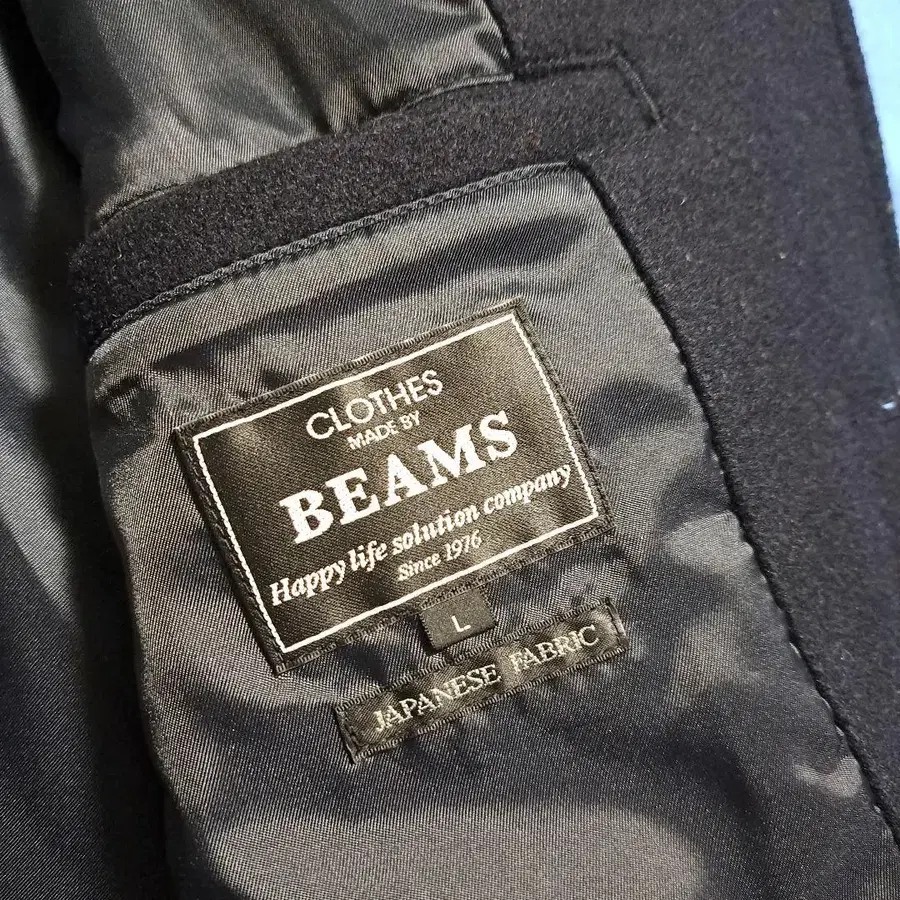 CLOTHES
MADE BY
BEAMS
Happy life solution company
Since 1976
L
JAPANESE FABRIC